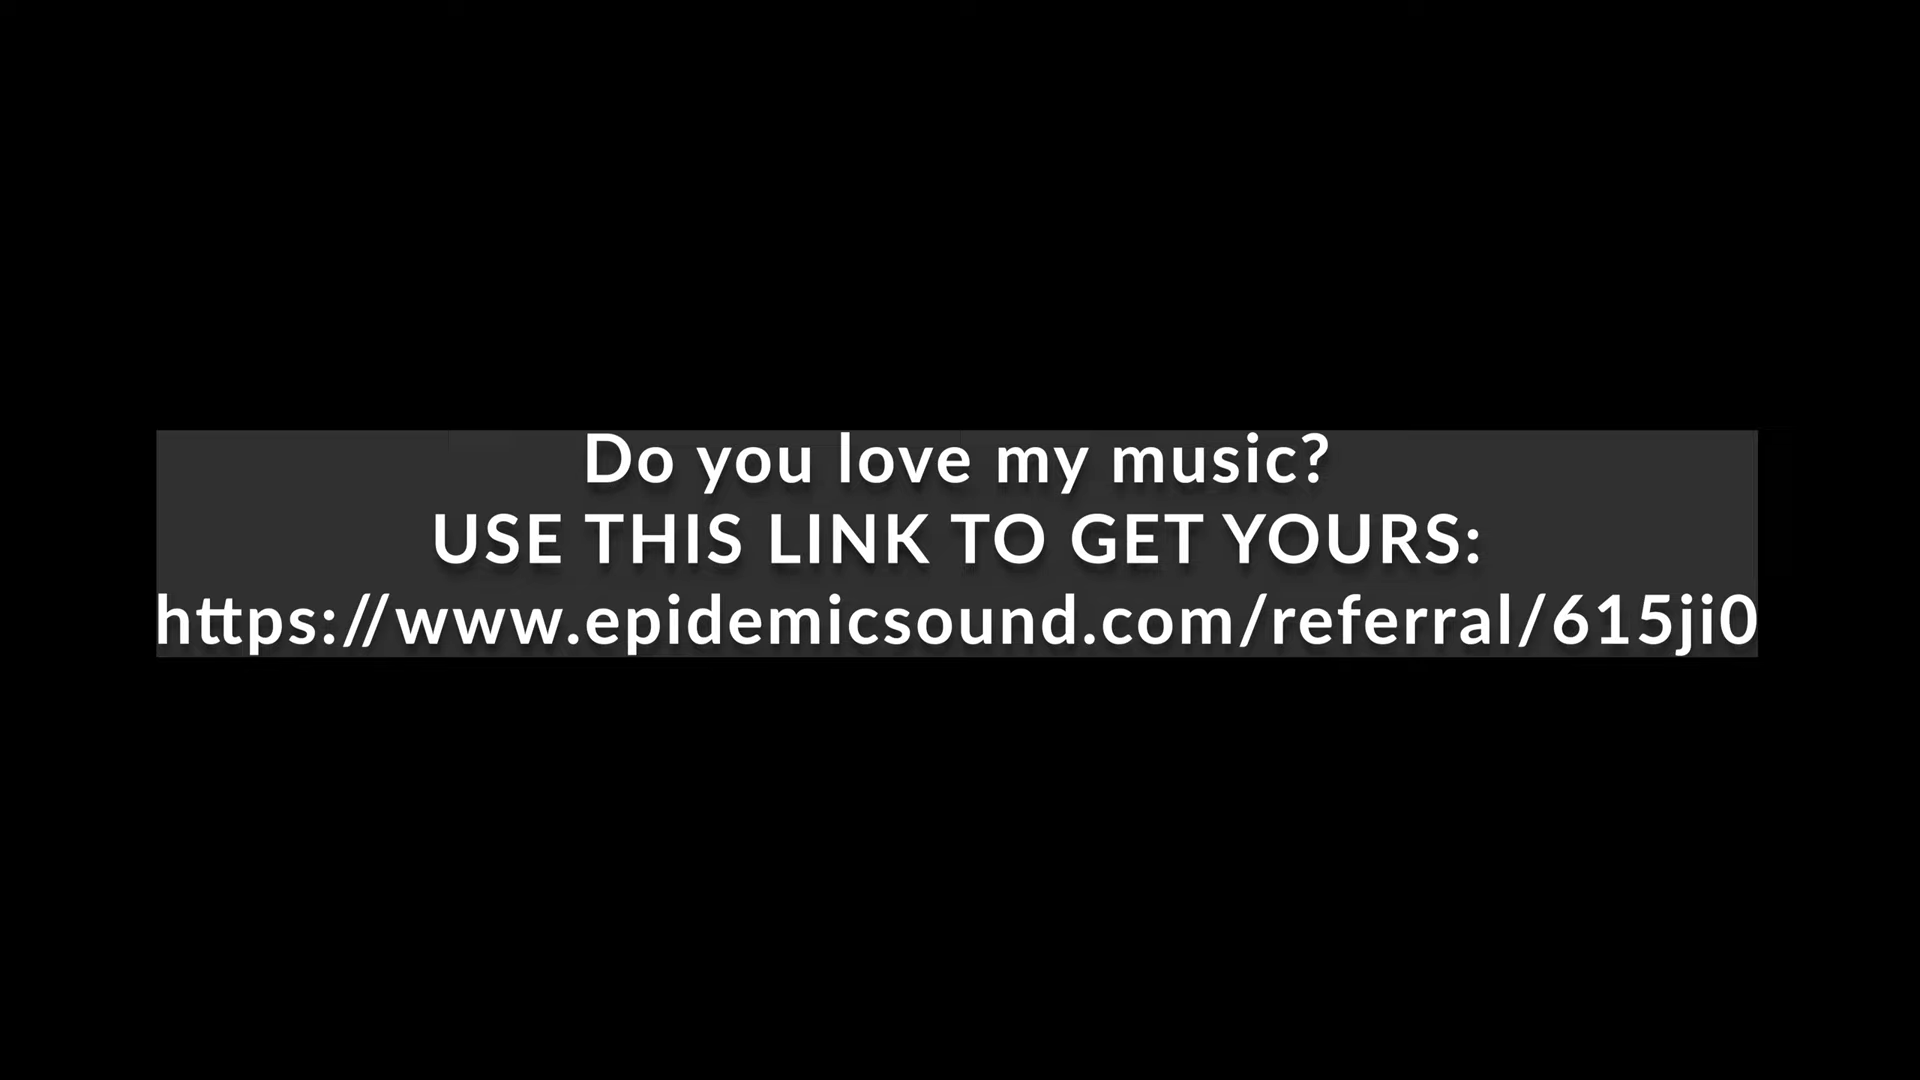 Do you love my music?
USE THIS LINK TO GET YOURS:
https://www.epidemicsound.com/referral/615ji0